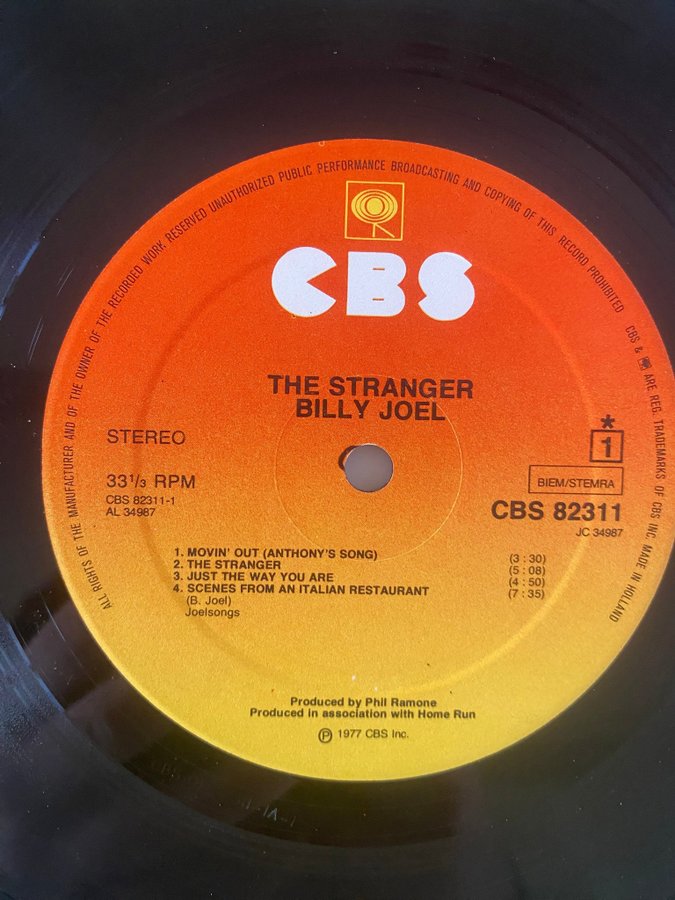 ALL RIGHTS OF THE MANUFACTURER AND OF THE OWNER OF THE RECORDED WORK, RESERVED UNAUTHORIZED PUBLIC PERFORMANCE BROADCASTING AND COPYING OF THIS RECORD PROHIBITED CBS & ARE REG. TRADEMARKS OF CBS INC. MADE IN HOLLAND
CBS
THE STRANGER
BILLY JOEL
STEREO
33 1/3 RPM
CBS 82311-1
AL 34987
*
1
BIEM/STEMRA
CBS 82311
JC 34987
1. MOVIN' OUT (ANTHONY'S SONG) (3 : 30)
2. THE STRANGER (5 : 08)
3. JUST THE WAY YOU ARE (4 : 50)
4. SCENES FROM AN ITALIAN RESTAURANT (7 : 35)
(B. Joel)
Joelsongs
Produced by Phil Ramone
Produced in association with Home Run
℗ 1977 CBS Inc.